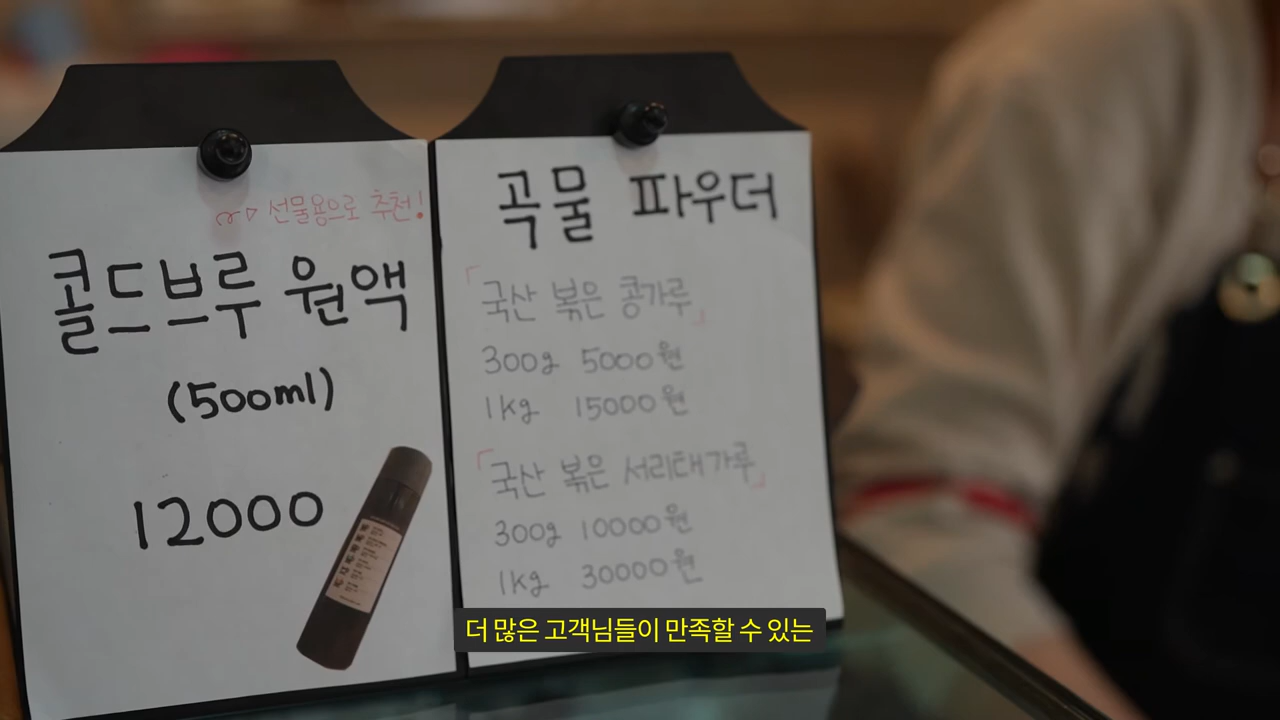 선물용으로 추천!
콜드브루 원액
(500ml)
12000
곡물 파우더
「국산 볶은 콩가루」
300g 5000원
1kg 15000원
「국산 볶은 서리태가루」
300g 10000원
1kg 30000원
더 많은 고객님들이 만족할 수 있는